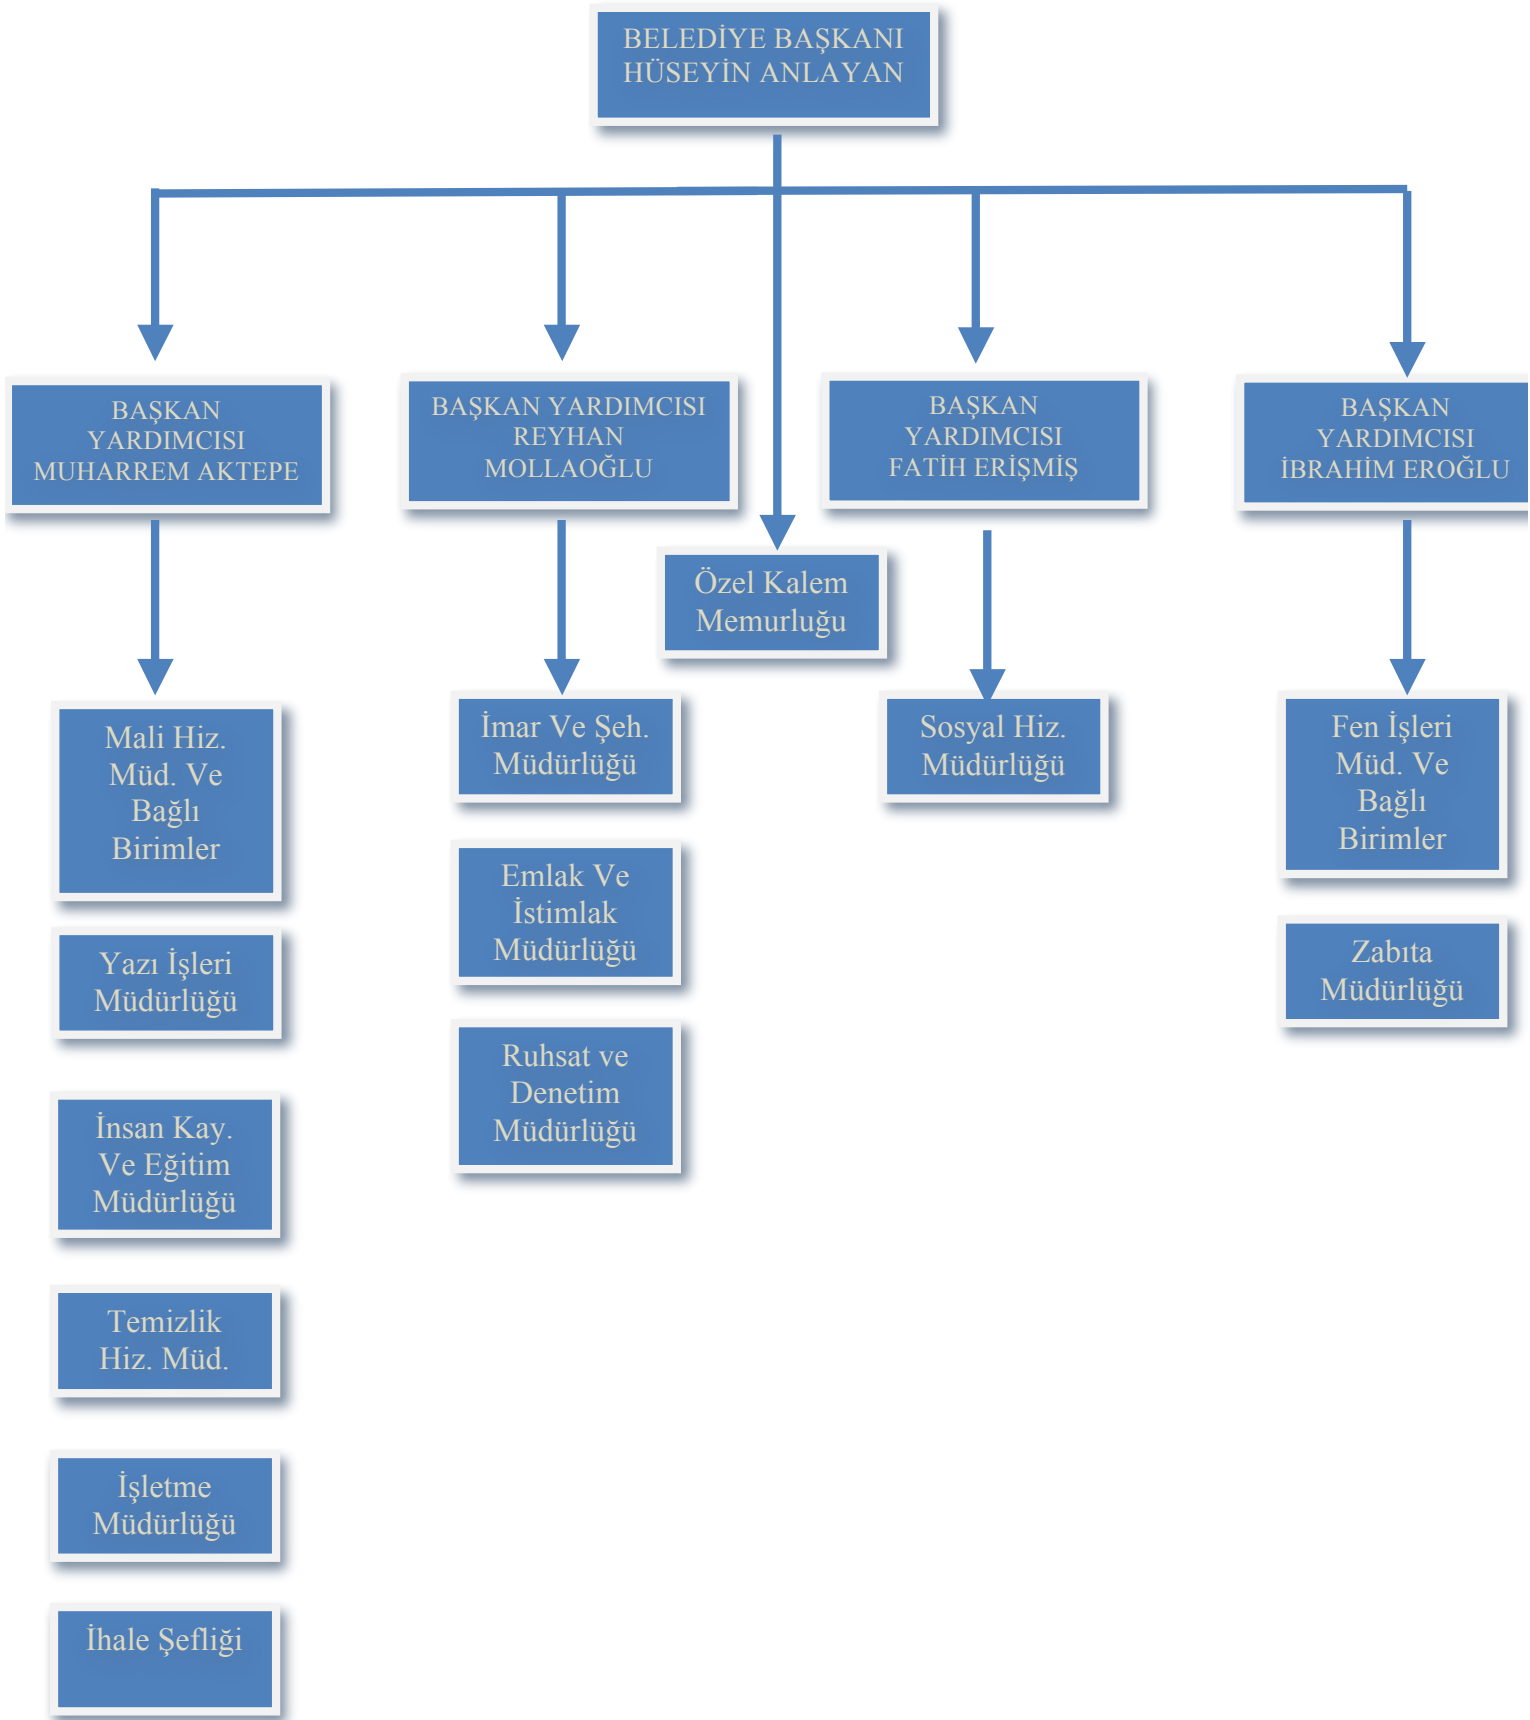 BELEDİYE BAŞKANI
HÜSEYİN ANLAYAN
BAŞKAN
YARDIMCISI
MUHARREM AKTEPE
BAŞKAN YARDIMCISI
REYHAN
MOLLAOĞLU
BAŞKAN
YARDIMCISI
FATİH ERİŞMİŞ
BAŞKAN
YARDIMCISI
İBRAHİM EROĞLU
Özel Kalem
Memurluğu
Mali Hiz.
Müd. Ve
Bağlı
Birimler
Yazı İşleri
Müdürlüğü
İnsan Kay.
Ve Eğitim
Müdürlüğü
Temizlik
Hiz. Müd.
İşletme
Müdürlüğü
İhale Şefliği
İmar Ve Şeh.
Müdürlüğü
Emlak Ve
İstimlak
Müdürlüğü
Ruhsat ve
Denetim
Müdürlüğü
Sosyal Hiz.
Müdürlüğü
Fen İşleri
Müd. Ve
Bağlı
Birimler
Zabıta
Müdürlüğü